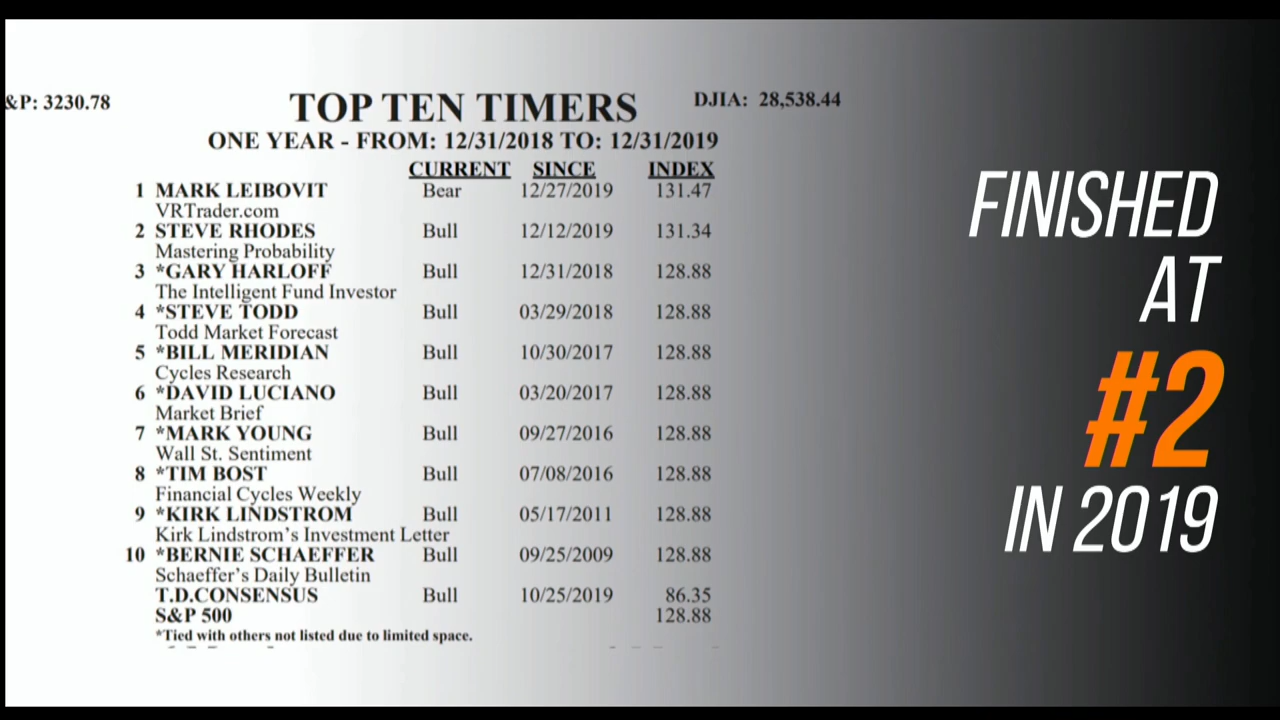 &P: 3230.78
TOP TEN TIMERS
DJIA: 28,538.44
ONE YEAR - FROM: 12/31/2018 TO: 12/31/2019
CURRENT SINCE INDEX
1 MARK LEIBOVIT Bear 12/27/2019 131.47
VRTrader.com
2 STEVE RHODES Bull 12/12/2019 131.34
Mastering Probability
3 *GARY HARLOFF Bull 12/31/2018 128.88
The Intelligent Fund Investor
4 *STEVE TODD Bull 03/29/2018 128.88
Todd Market Forecast
5 *BILL MERIDIAN Bull 10/30/2017 128.88
Cycles Research
6 *DAVID LUCIANO Bull 03/20/2017 128.88
Market Brief
7 *MARK YOUNG Bull 09/27/2016 128.88
Wall St. Sentiment
8 *TIM BOST Bull 07/08/2016 128.88
Financial Cycles Weekly
9 *KIRK LINDSTROM Bull 05/17/2011 128.88
Kirk Lindstrom's Investment Letter
10 *BERNIE SCHAEFFER Bull 09/25/2009 128.88
Schaeffer's Daily Bulletin
T.D.CONSENSUS Bull 10/25/2019 86.35
S&P 500 128.88
*Tied with others not listed due to limited space.
FINISHED
AT
#2
IN 2019